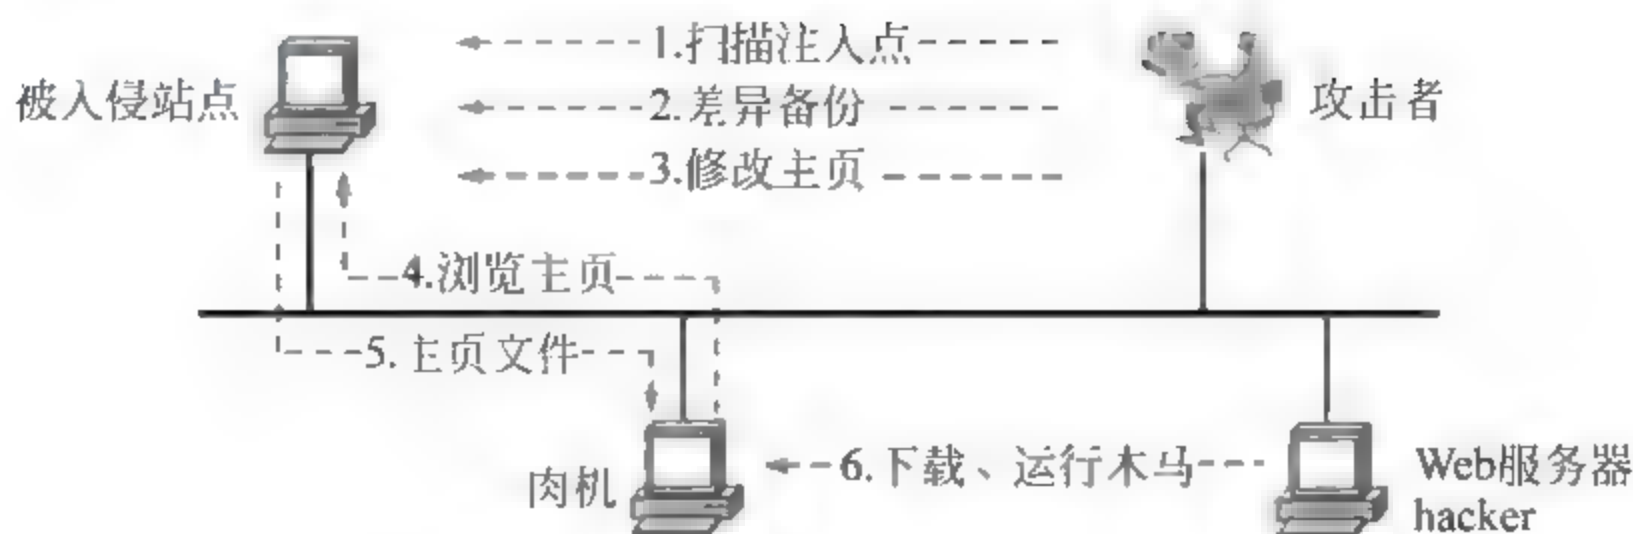 1.扫描注入点
被入侵站点
2.差异备份
攻击者
3.修改主页
4.浏览主页
5.主页文件
肉机
6.下载、运行木马
Web服务器
hacker